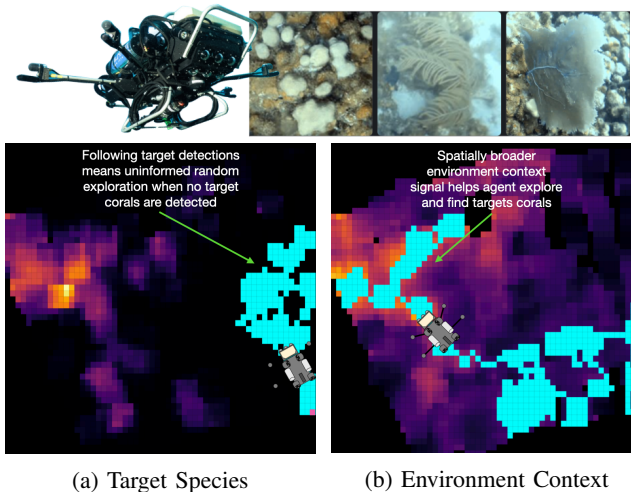 Following target detections
means uninformed random
exploration when no target
corals are detected
Spatially broader
environment context
signal helps agent explore
and find targets corals
(a) Target Species
(b) Environment Context